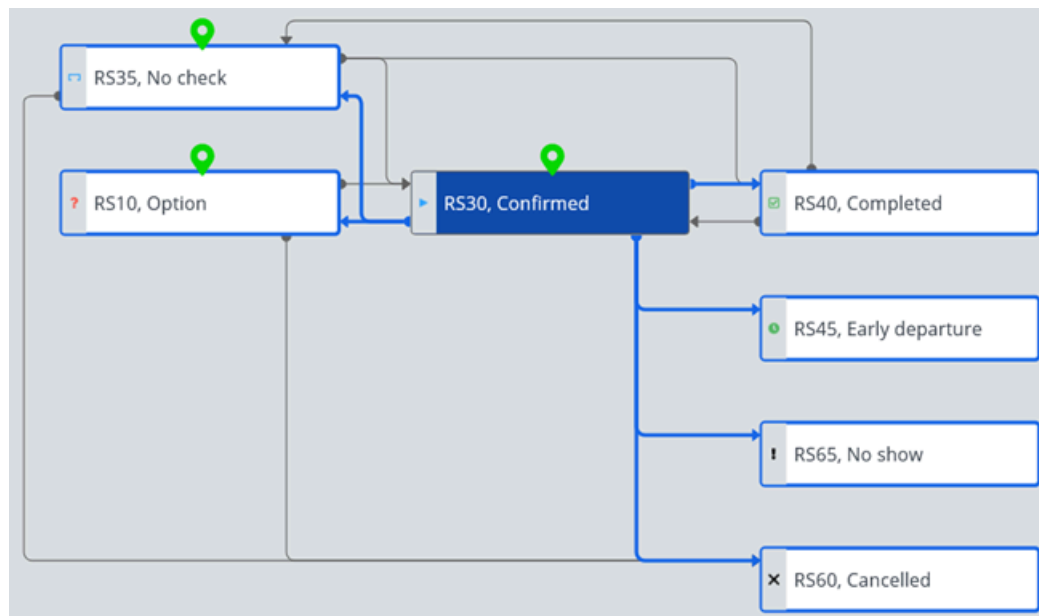 RS35, No check
RS10, Option
RS30, Confirmed
RS40, Completed
RS45, Early departure
RS65, No show
RS60, Cancelled